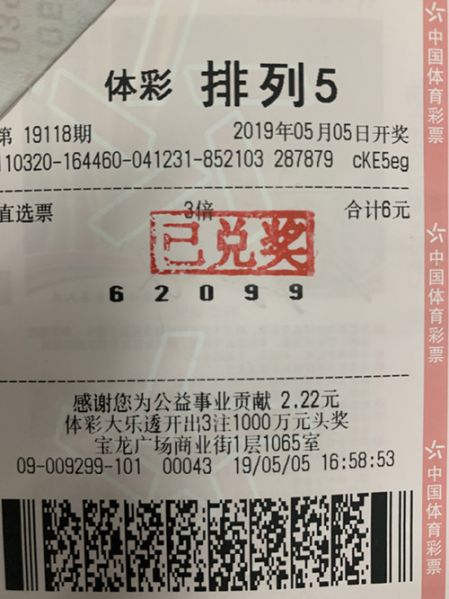 体彩 排列5
第 19118期 2019年05月05日开奖
110320-164460-041231-852103 287879 cKE5eg
直选票 3倍 合计6元
已兑奖
6 2 0 9 9
感谢您为公益事业贡献 2.22元
体彩大乐透开出3注1000万元头奖
宝龙广场商业街1层1065室
09-009299-101 00043 19/05/05 16:58:53
中国体育彩票
中国体育彩票
中国体育彩票